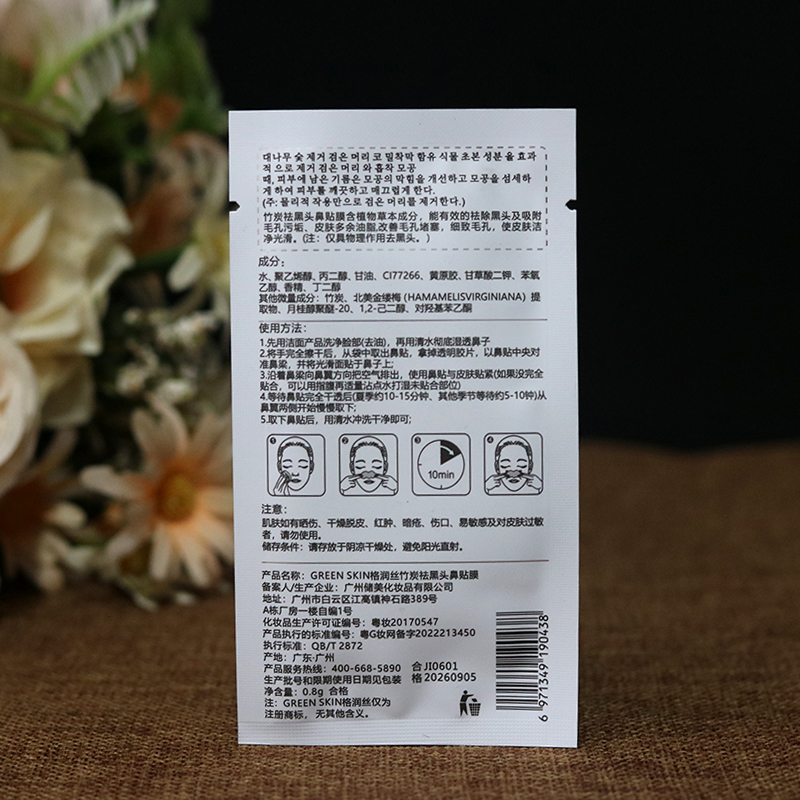 대나무 숯 제거 검은 머리 코 밀착막 함유 식물 초본 성분 을 효과
적 으로 제거 검은 머리 와 흡착 모공
때, 피부에 남은 기름은 모공의 막힘을 개선하고 모공을 섬세하
게 하여 피부를 깨끗하고 매끄럽게 한다.
(주: 물리적 작용만으로 검은 머리를 제거한다.)
竹炭祛黑头鼻贴膜含植物草本成分，能有效的祛除黑头及吸附
毛孔污垢、皮肤多余油脂,改善毛孔堵塞，细致毛孔，使皮肤洁
净光滑。（注：仅具物理作用去黑头。）
成分：
水、聚乙烯醇、丙二醇、甘油、CI77266、黄原胶、甘草酸二钾、苯氧
乙醇、香精、丁二醇
其他微量成分：竹炭、北美金缕梅 (HAMAMELISVIRGINIANA) 提
取物、月桂醇聚醚-20、1,2-己二醇、对羟基苯乙酮
使用方法：
1.先用洁面产品洗净脸部(去油)，再用清水彻底湿透鼻子
2.将手完全擦干后，从袋中取出鼻贴，拿掉透明胶片，以鼻贴中央对
准鼻梁，并将光滑面贴于鼻子上;
3.沿着鼻梁向鼻翼方向把空气排出，使用鼻贴与皮肤贴紧(如果没完全
贴合，可以用指腹再适量沾点水打湿未贴合部位)
4.等待鼻贴完全干透后(夏季约10-15分钟、其他季节等待约5-10钟)从
鼻翼两侧开始慢慢取下;
5.取下鼻贴后，用清水冲洗干净即可;
1 2 3 4
10min
注意：
肌肤如有晒伤、干燥脱皮、红肿、暗疮、伤口、易敏感及对皮肤过敏
者，请勿使用。
储存条件：请存放于阴凉干燥处，避免阳光直射。
产品名称：GREEN SKIN格润丝竹炭祛黑头鼻贴膜
备案人/生产企业：广州储美化妆品有限公司
地址：广州市白云区江高镇神石路389号
A栋厂房一楼自编1号
化妆品生产许可证编号：粤妆20170547
产品执行的标准编号：粤G妆网备字2022213450
执行标准：QB/T 2872
产地：广东·广州
产品服务热线：400-668-5890 合JI0601
生产批号和限期使用日期见包装 格20260905
净含量：0.8g 合格
注：GREEN SKIN格润丝仅为
注册商标，无其他含义。
6 971349 190438